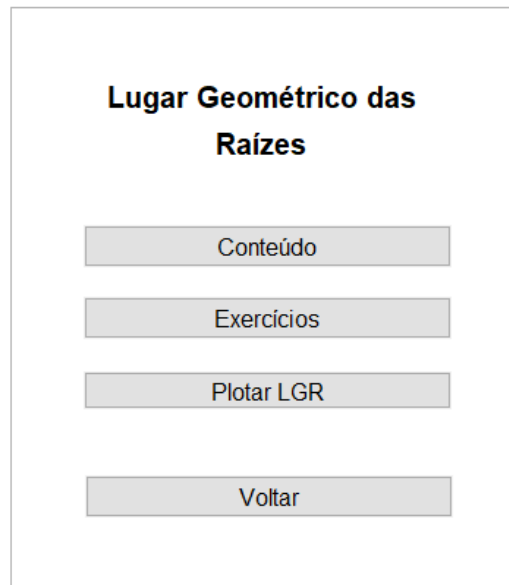 Lugar Geométrico das
Raízes
Conteúdo
Exercícios
Plotar LGR
Voltar